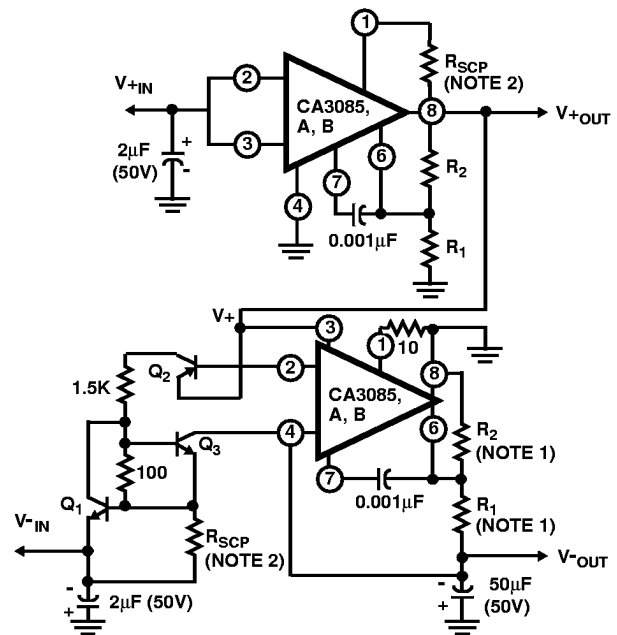 1
V+IN
2
RSCP
(NOTE 2)
CA3085,
A, B
8
V+OUT
3
2μF
(50V)
+
-
6
7
R2
4
0.001μF
R1
V+
3
1
10
Q2
2
8
1.5K
CA3085,
A, B
Q3
4
6
R2
(NOTE 1)
100
7
0.001μF
Q1
R1
(NOTE 1)
V-IN
RSCP
(NOTE 2)
V-OUT
-
+
2μF (50V)
-
+
50μF
(50V)